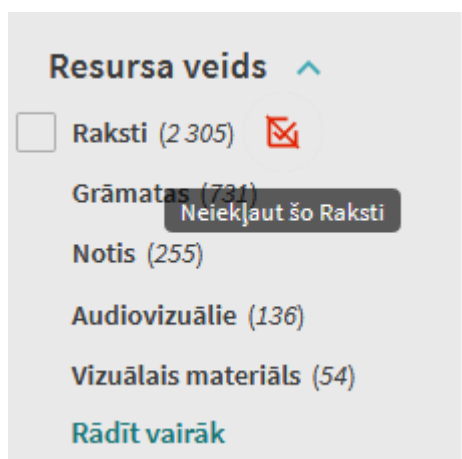 Resursa veids
Raksti (2 305)
Grāmatas (731)
Neiekļaut šo Raksti
Notis (255)
Audiovizuālie (136)
Vizuālais materiāls (54)
Rādīt vairāk